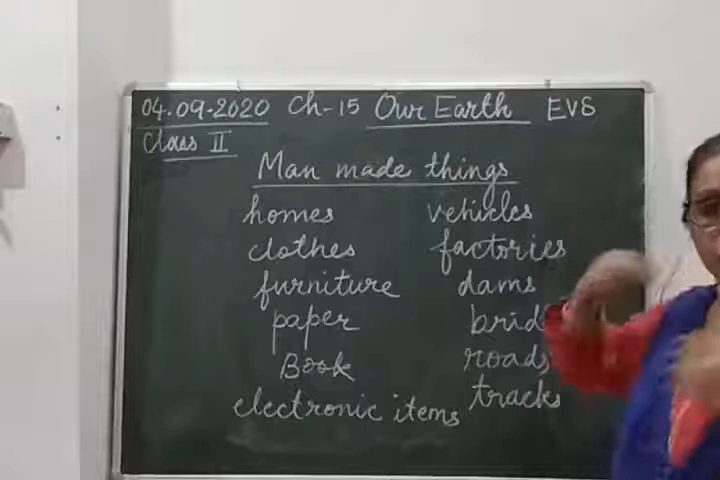 04.09-2020 Ch-15 Our Earth EVS
Class II
Man made things
homes vehicles
clothes factories
furniture dams
paper
Book roads
electronic items tracks